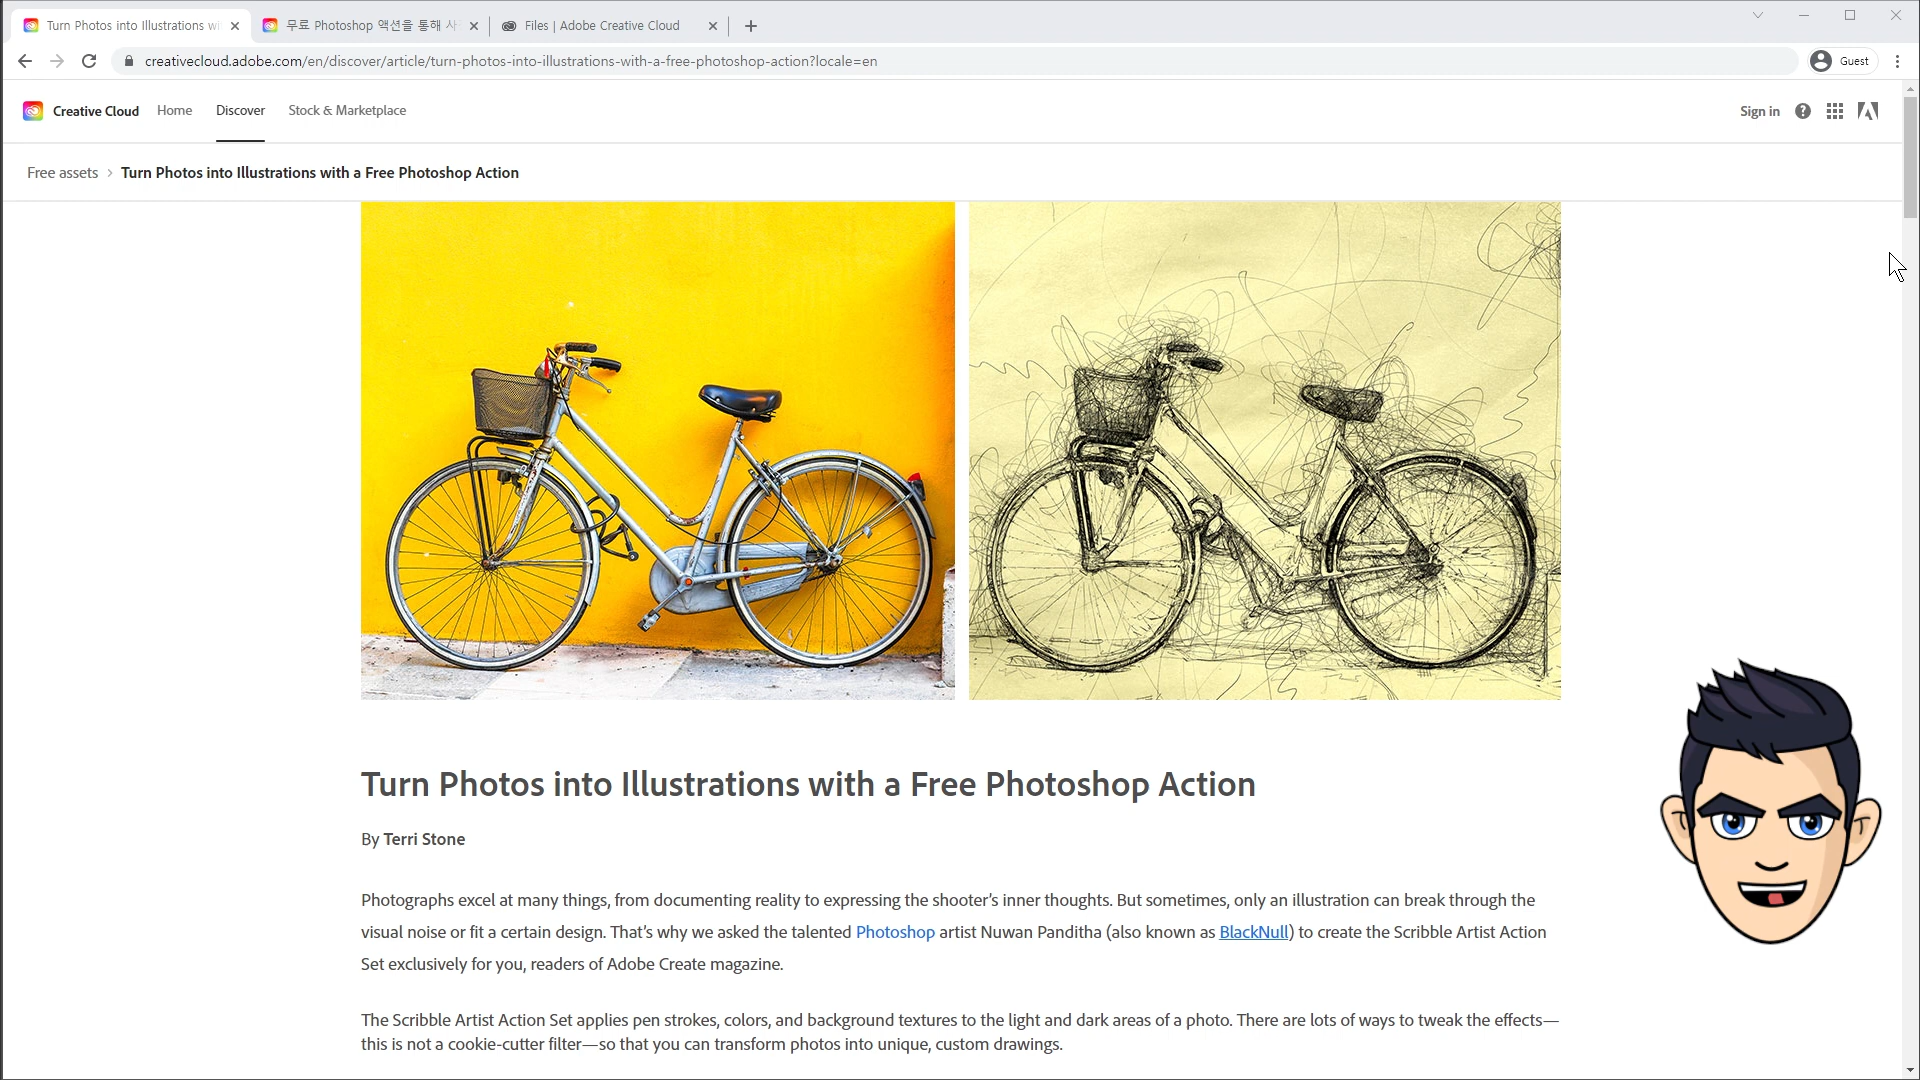 Turn Photos into Illustrations wi
무료 Photoshop 액션을 통해 사
Files | Adobe Creative Cloud
creativecloud.adobe.com/en/discover/article/turn-photos-into-illustrations-with-a-free-photoshop-action?locale=en
Guest
Creative Cloud
Home
Discover
Stock & Marketplace
Sign in
Free assets > Turn Photos into Illustrations with a Free Photoshop Action
Turn Photos into Illustrations with a Free Photoshop Action
By Terri Stone
Photographs excel at many things, from documenting reality to expressing the shooter’s inner thoughts. But sometimes, only an illustration can break through the
visual noise or fit a certain design. That’s why we asked the talented Photoshop artist Nuwan Panditha (also known as BlackNull) to create the Scribble Artist Action
Set exclusively for you, readers of Adobe Create magazine.
The Scribble Artist Action Set applies pen strokes, colors, and background textures to the light and dark areas of a photo. There are lots of ways to tweak the effects—
this is not a cookie-cutter filter—so that you can transform photos into unique, custom drawings.